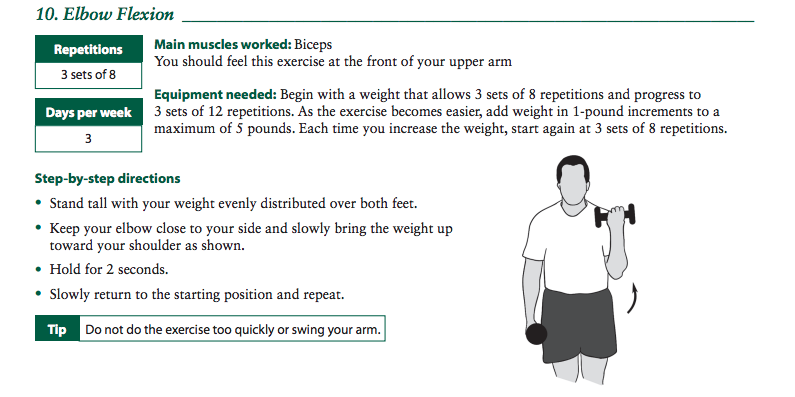 10. Elbow Flexion
Repetitions
3 sets of 8
Days per week
3
Main muscles worked: Biceps
You should feel this exercise at the front of your upper arm
Equipment needed: Begin with a weight that allows 3 sets of 8 repetitions and progress to
3 sets of 12 repetitions. As the exercise becomes easier, add weight in 1-pound increments to a
maximum of 5 pounds. Each time you increase the weight, start again at 3 sets of 8 repetitions.
Step-by-step directions
• Stand tall with your weight evenly distributed over both feet.
• Keep your elbow close to your side and slowly bring the weight up
toward your shoulder as shown.
• Hold for 2 seconds.
• Slowly return to the starting position and repeat.
Tip Do not do the exercise too quickly or swing your arm.